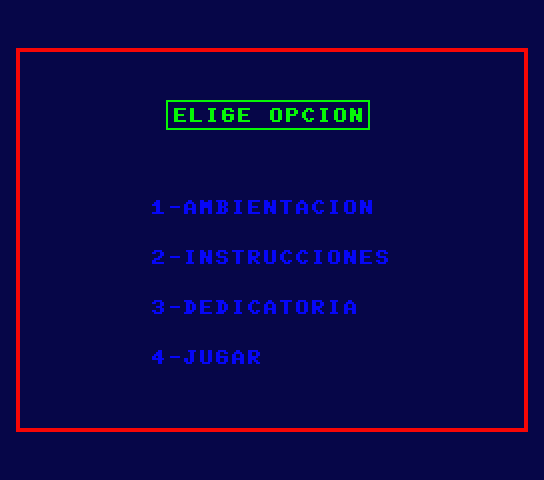 ELIGE OPCION
1-AMBIENTACION
2-INSTRUCCIONES
3-DEDICATORIA
4-JUGAR